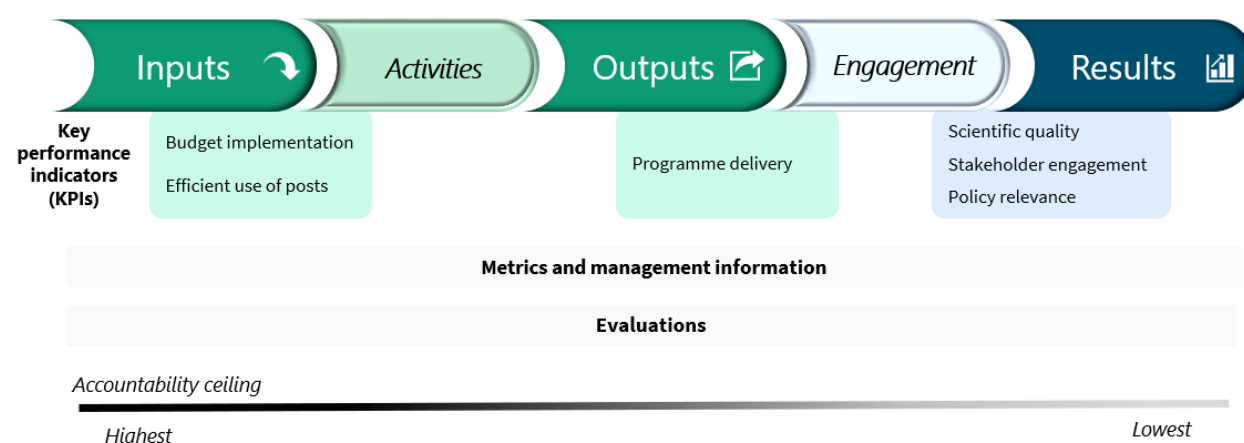 Inputs
Activities
Outputs
Engagement
Results
Key
performance
indicators
(KPIs)
Budget implementation
Efficient use of posts
Programme delivery
Scientific quality
Stakeholder engagement
Policy relevance
Metrics and management information
Evaluations
Accountability ceiling
Highest
Lowest